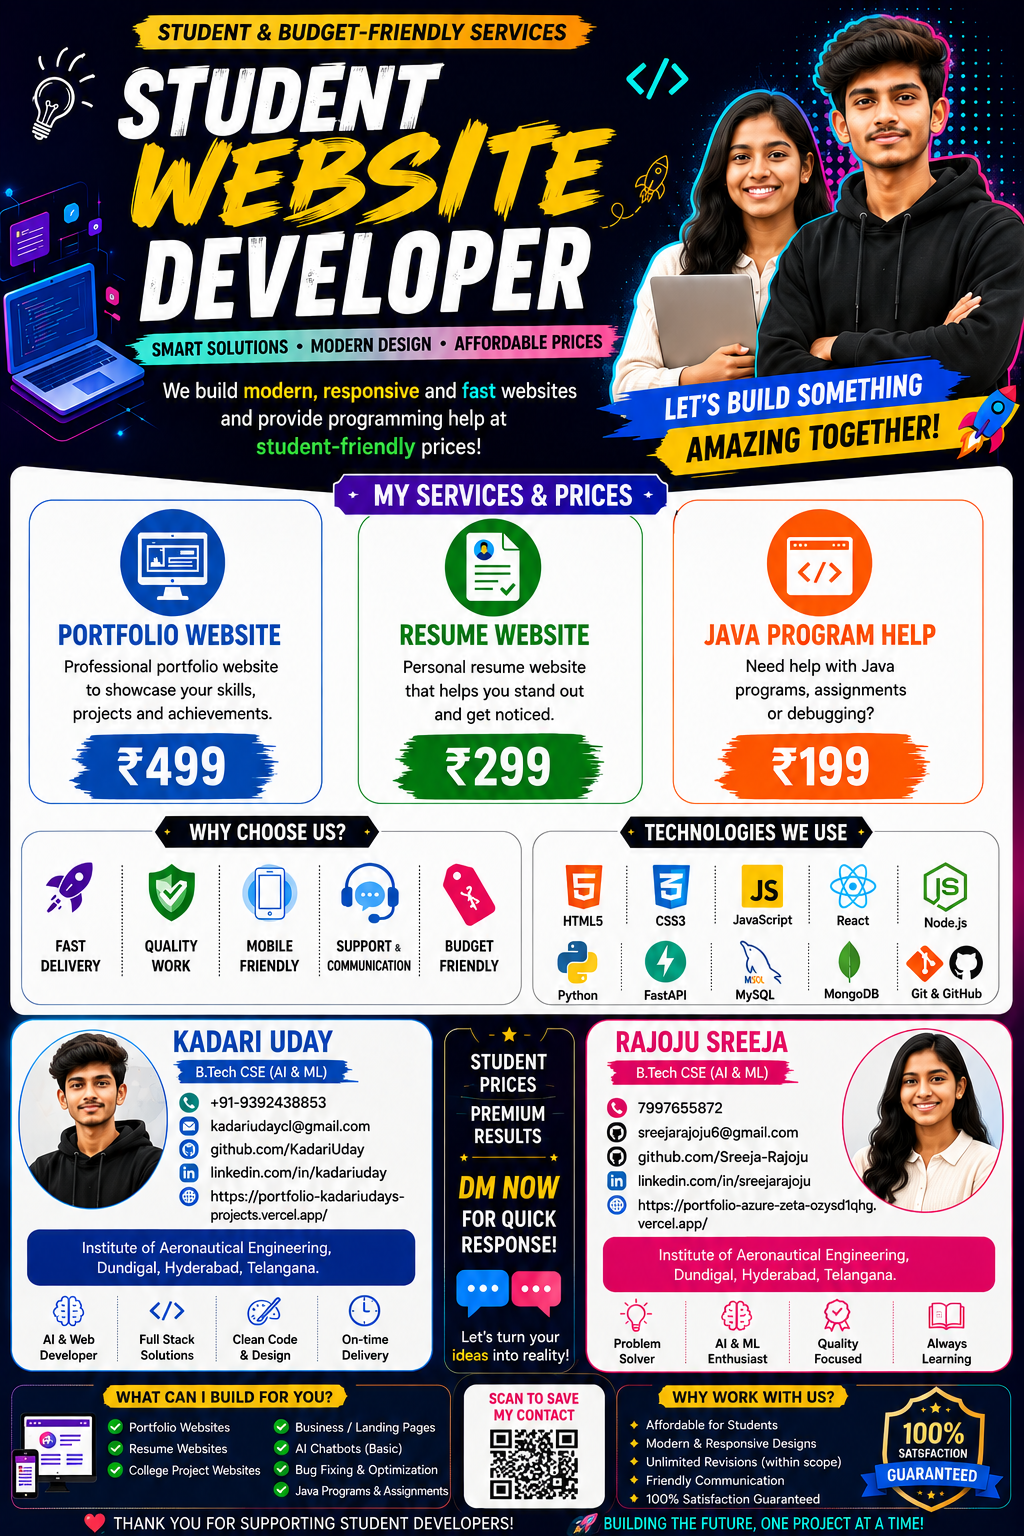 STUDENT & BUDGET-FRIENDLY SERVICES
STUDENT
WEBSITE
DEVELOPER
SMART SOLUTIONS • MODERN DESIGN • AFFORDABLE PRICES
We build modern, responsive and fast websites
and provide programming help at
student-friendly prices!
</>
LET'S BUILD SOMETHING
AMAZING TOGETHER!
MY SERVICES & PRICES
PORTFOLIO WEBSITE
Professional portfolio website
to showcase your skills,
projects and achievements.
₹499
RESUME WEBSITE
Personal resume website
that helps you stand out
and get noticed.
₹299
</>
JAVA PROGRAM HELP
Need help with Java
programs, assignments
or debugging?
₹199
WHY CHOOSE US?
FAST
DELIVERY
QUALITY
WORK
MOBILE
FRIENDLY
SUPPORT &
COMMUNICATION
BUDGET
FRIENDLY
TECHNOLOGIES WE USE
5
HTML5
3
CSS3
JS
JavaScript
React
JS
Node.js
Python
FastAPI
MSQL
MySQL
MongoDB
Git & GitHub
KADARI UDAY
B.Tech CSE (AI & ML)
+91-9392438853
kadariudaycl@gmail.com
github.com/KadariUday
in linkedin.com/in/kadariuday
https://portfolio-kadariudays-
projects.vercel.app/
Institute of Aeronautical Engineering,
Dundigal, Hyderabad, Telangana.
AI & Web
Developer
</>
Full Stack
Solutions
Clean Code
& Design
On-time
Delivery
STUDENT
PRICES
PREMIUM
RESULTS
DM NOW
FOR QUICK
RESPONSE!
Let's turn your
ideas into reality!
RAJOJU SREEJA
B.Tech CSE (AI & ML)
7997655872
sreejarajoju6@gmail.com
github.com/Sreeja-Rajoju
in linkedin.com/in/sreejarajoju
https://portfolio-azure-zeta-ozysd1qhg.
vercel.app/
Institute of Aeronautical Engineering,
Dundigal, Hyderabad, Telangana.
Problem
Solver
AI & ML
Enthusiast
Quality
Focused
Always
Learning
WHAT CAN I BUILD FOR YOU?
Portfolio Websites
Resume Websites
College Project Websites
Business / Landing Pages
AI Chatbots (Basic)
Bug Fixing & Optimization
Java Programs & Assignments
SCAN TO SAVE
MY CONTACT
WHY WORK WITH US?
Affordable for Students
Modern & Responsive Designs
Unlimited Revisions (within scope)
Friendly Communication
100% Satisfaction Guaranteed
100%
SATGFACTION
GUARANTEED
THANK YOU FOR SUPPORTING STUDENT DEVELOPERS!
BUILDING THE FUTURE, ONE PROJECT AT A TIME!